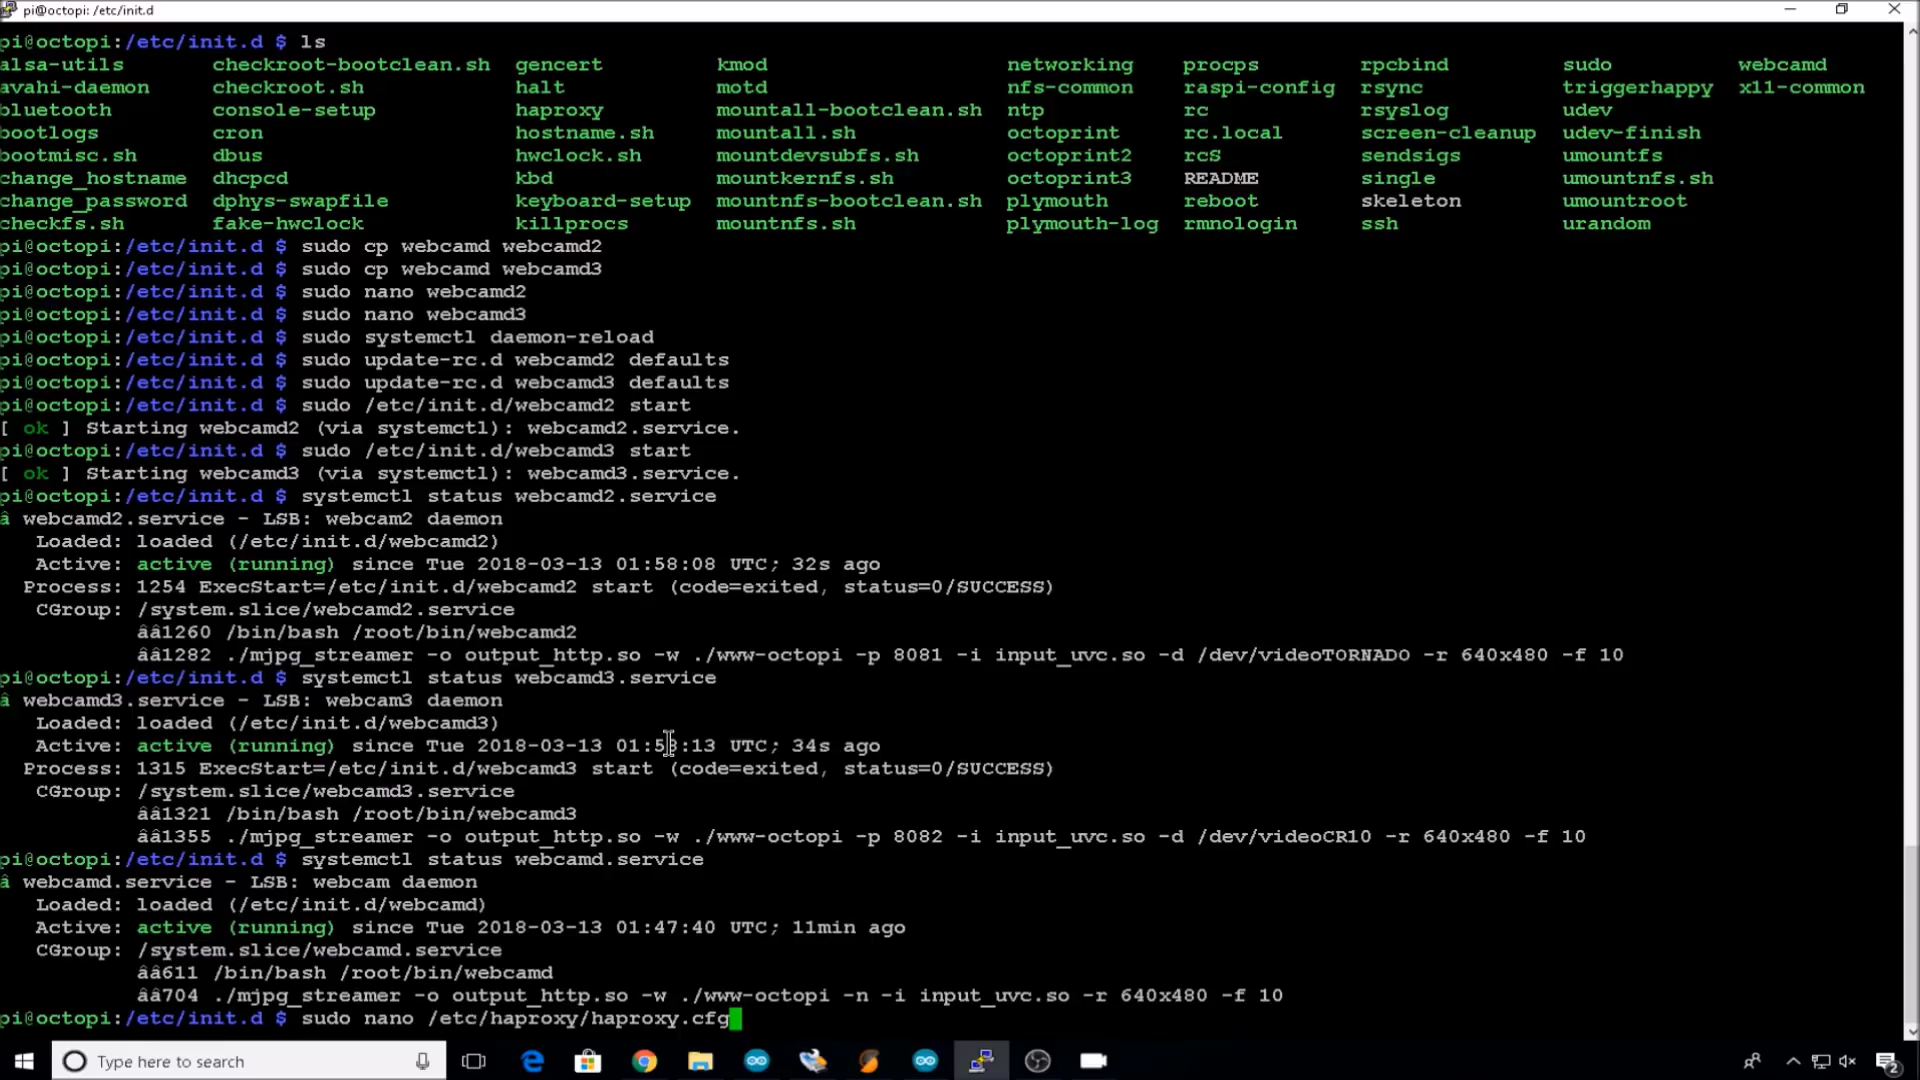 pi@octopi: /etc/init.d
pi@octopi:/etc/init.d $ ls
alsa-utils checkroot-bootclean.sh gencert kmod networking procps rpcbind sudo webcamd
avahi-daemon checkroot.sh halt motd nfs-common raspi-config rsync triggerhappy x11-common
bluetooth console-setup haproxy mountall-bootclean.sh ntp rc rsyslog udev
bootlogs cron hostname.sh mountall.sh octoprint rc.local screen-cleanup udev-finish
bootmisc.sh dbus hwclock.sh mountdevsubfs.sh octoprint2 rcS sendsigs umountfs
change_hostname dhcpcd kbd mountkernfs.sh octoprint3 README single umountnfs.sh
change_password dphys-swapfile keyboard-setup mountnfs-bootclean.sh plymouth reboot skeleton umountroot
checkfs.sh fake-hwclock killprocs mountnfs.sh plymouth-log rmnologin ssh urandom
pi@octopi:/etc/init.d $ sudo cp webcamd webcamd2
pi@octopi:/etc/init.d $ sudo cp webcamd webcamd3
pi@octopi:/etc/init.d $ sudo nano webcamd2
pi@octopi:/etc/init.d $ sudo nano webcamd3
pi@octopi:/etc/init.d $ sudo systemctl daemon-reload
pi@octopi:/etc/init.d $ sudo update-rc.d webcamd2 defaults
pi@octopi:/etc/init.d $ sudo update-rc.d webcamd3 defaults
pi@octopi:/etc/init.d $ sudo /etc/init.d/webcamd2 start
[ ok ] Starting webcamd2 (via systemctl): webcamd2.service.
pi@octopi:/etc/init.d $ sudo /etc/init.d/webcamd3 start
[ ok ] Starting webcamd3 (via systemctl): webcamd3.service.
pi@octopi:/etc/init.d $ systemctl status webcamd2.service
â webcamd2.service - LSB: webcam2 daemon
Loaded: loaded (/etc/init.d/webcamd2)
Active: active (running) since Tue 2018-03-13 01:58:08 UTC; 32s ago
Process: 1254 ExecStart=/etc/init.d/webcamd2 start (code=exited, status=0/SUCCESS)
CGroup: /system.slice/webcamd2.service
ââ1260 /bin/bash /root/bin/webcamd2
ââ1282 ./mjpg_streamer -o output_http.so -w ./www-octopi -p 8081 -i input_uvc.so -d /dev/videoTORNADO -r 640x480 -f 10
pi@octopi:/etc/init.d $ systemctl status webcamd3.service
â webcamd3.service - LSB: webcam3 daemon
Loaded: loaded (/etc/init.d/webcamd3)
Active: active (running) since Tue 2018-03-13 01:58:13 UTC; 34s ago
Process: 1315 ExecStart=/etc/init.d/webcamd3 start (code=exited, status=0/SUCCESS)
CGroup: /system.slice/webcamd3.service
ââ1321 /bin/bash /root/bin/webcamd3
ââ1355 ./mjpg_streamer -o output_http.so -w ./www-octopi -p 8082 -i input_uvc.so -d /dev/videoCR10 -r 640x480 -f 10
pi@octopi:/etc/init.d $ systemctl status webcamd.service
â webcamd.service - LSB: webcam daemon
Loaded: loaded (/etc/init.d/webcamd)
Active: active (running) since Tue 2018-03-13 01:47:40 UTC; 11min ago
CGroup: /system.slice/webcamd.service
ââ611 /bin/bash /root/bin/webcamd
ââ704 ./mjpg_streamer -o output_http.so -w ./www-octopi -n -i input_uvc.so -r 640x480 -f 10
pi@octopi:/etc/init.d $ sudo nano /etc/haproxy/haproxy.cfg
Type here to search
2